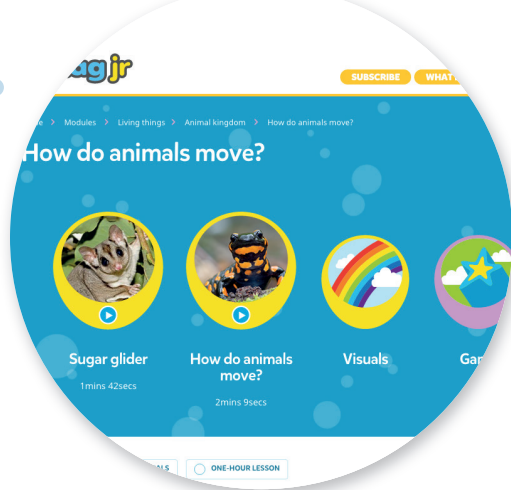 jr
SUBSCRIBE
Modules > Living things > Animal kingdom > How do animals move?
How do animals move?
Sugar glider
1mins 42secs
How do animals
move?
2mins 9secs
Visuals
ONE-HOUR LESSON